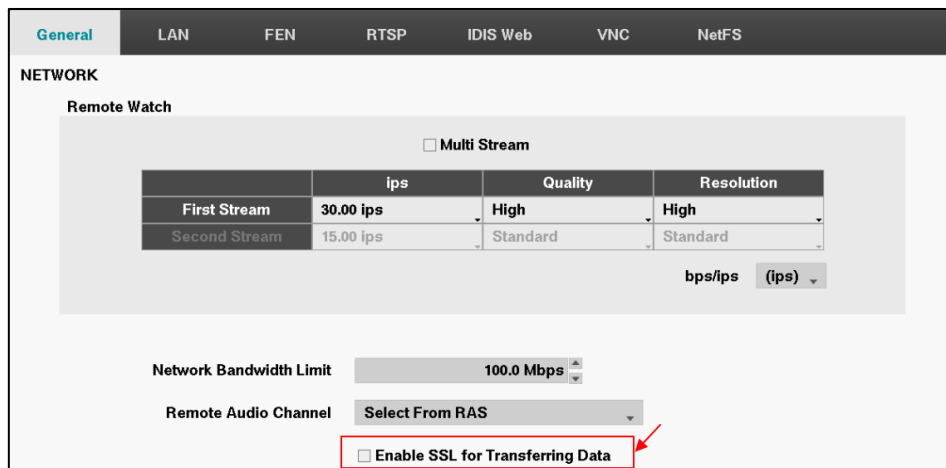 General LAN FEN RTSP IDIS Web VNC NetFS
NETWORK
Remote Watch
Multi Stream
ips Quality Resolution
First Stream 30.00 ips High High
Second Stream 15.00 ips Standard Standard
bps/ips (ips)
Network Bandwidth Limit 100.0 Mbps
Remote Audio Channel Select From RAS
Enable SSL for Transferring Data